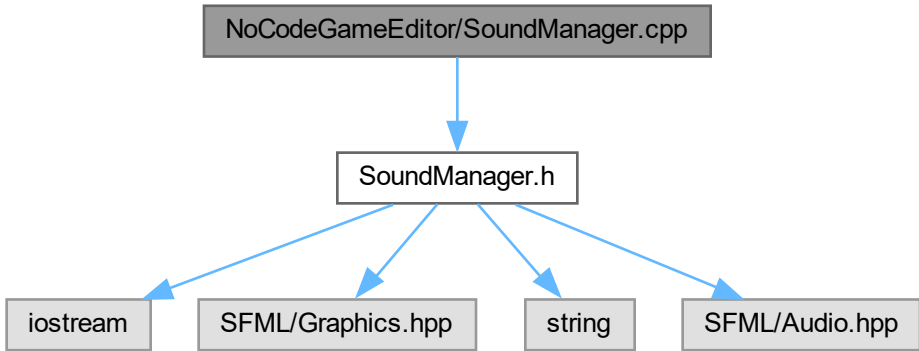 NoCodeGameEditor/SoundManager.cpp
SoundManager.h
iostream
SFML/Graphics.hpp
string
SFML/Audio.hpp